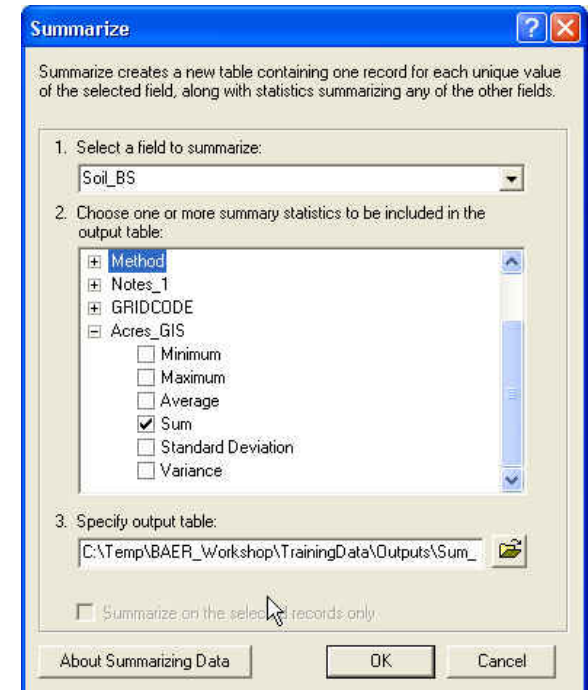 Summarize
Summarize creates a new table containing one record for each unique value
of the selected field, along with statistics summarizing any of the other fields.
1. Select a field to summarize:
Soil_BS
2. Choose one or more summary statistics to be included in the
output table:
Method
Notes_1
GRIDCODE
Acres_GIS
Minimum
Maximum
Average
Sum
Standard Deviation
Variance
3. Specify output table:
C:\Temp\BAER_Workshop\TrainingData\Outputs\Sum_
Summarize on the selected records only
About Summarizing Data
OK
Cancel